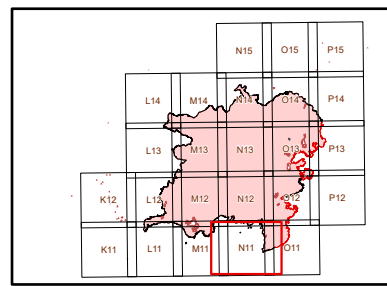 N15 O15 P15
L14 M14 N14 O14 P14
L13 M13 N13 O13 P13
K12 L12 M12 N12 O12 P12
K11 L11 M11 N11 O11